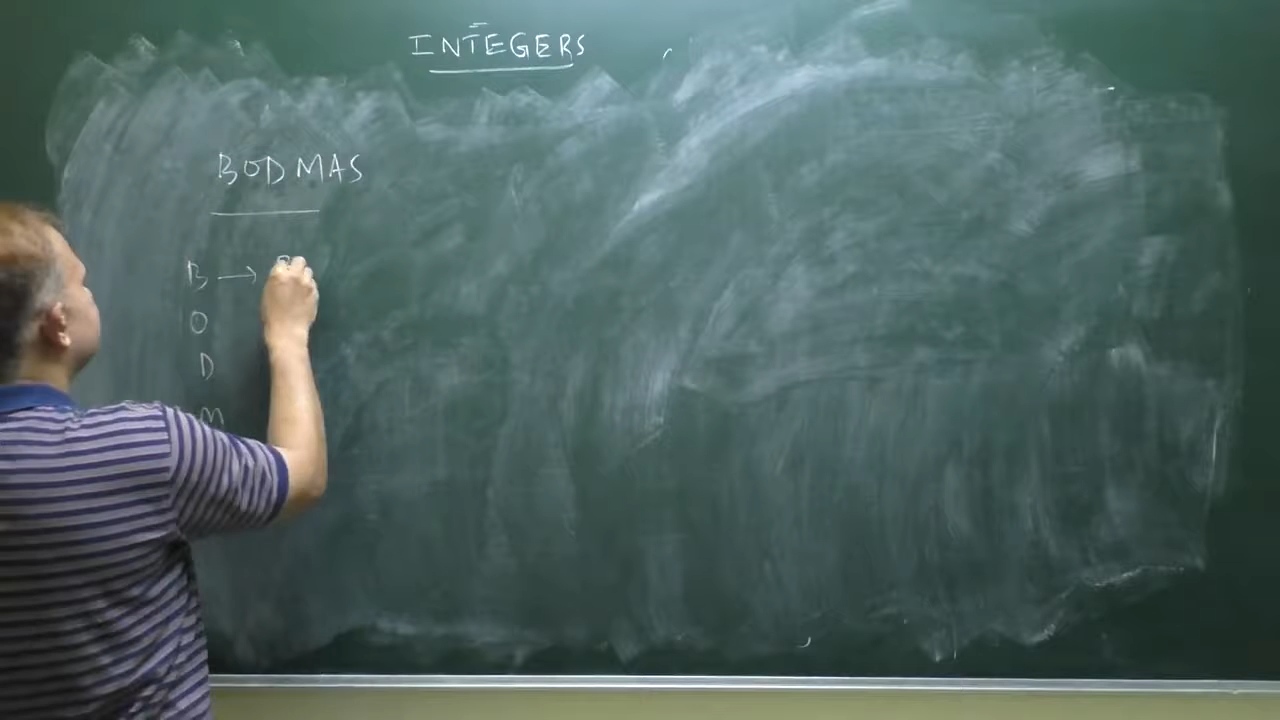 INTEGERS
BODMAS
B →
O
D
M